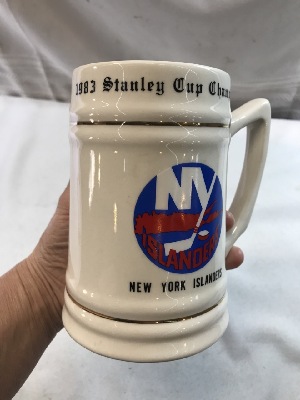 1983 Stanley Cup Cham
NY
ISLANDERS
NEW YORK ISLANDERS